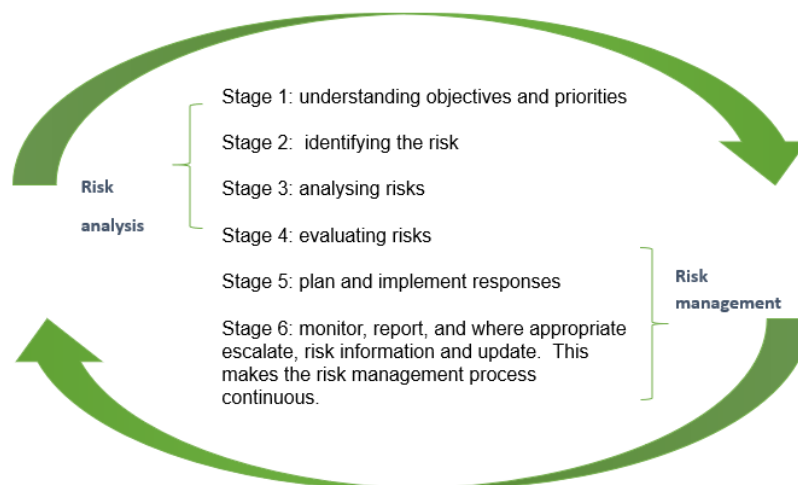 Stage 1: understanding objectives and priorities
Stage 2:  identifying the risk
Stage 3: analysing risks
Risk
analysis
Stage 4: evaluating risks
Stage 5: plan and implement responses
Risk
management
Stage 6: monitor, report, and where appropriate
escalate, risk information and update.  This
makes the risk management process
continuous.